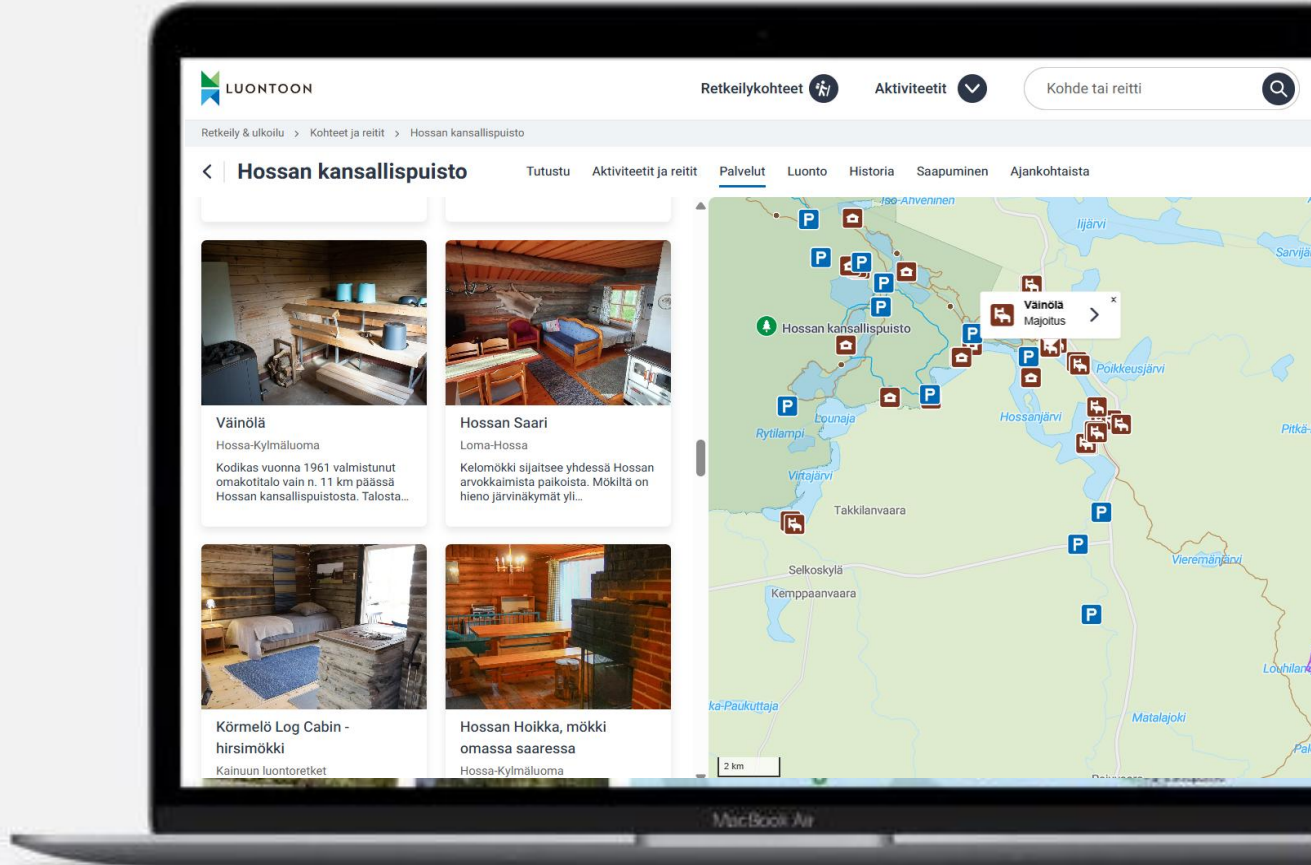 LUONTOON
Retkeilykohteet
Aktiviteetit
Kohde tai reitti
Retkeily & ulkoilu > Kohteet ja reitit > Hossan kansallispuisto
Hossan kansallispuisto
Tutustu
Aktiviteetit ja reitit
Palvelut
Luonto
Historia
Saapuminen
Ajankohtaista
Väinölä
Hossa-Kylmäluoma
Kodikas vuonna 1961 valmistunut
omakotitalo vain n. 11 km päässä
Hossan kansallispuistosta. Talosta...
Hossan Saari
Loma-Hossa
Kelomökki sijaitsee yhdessä Hossan
arvokkaimista paikoista. Mökiltä on
hieno järvinäkymät yli...
Körmelö Log Cabin -
hirsimökki
Kainuun luontoretket
Hossan Hoikka, mökki
omassa saaressa
Hossa-Kylmäluoma
Iso-Ahveninen
Iijärvi
P
P
P
P
P
Väinölä
x
Majoitus
Hossan kansallispuisto
P
P
Poikkeusjärvi
P
P
Lounaja
Hossanjärvi
Rytilampi
Virtajärvi
Takkilanvaara
P
P
Vieremänjärvi
Selkoskylä
Kemppaanvaara
P
ka-Paukuttaja
Matalajoki
2 km
MacBook Air